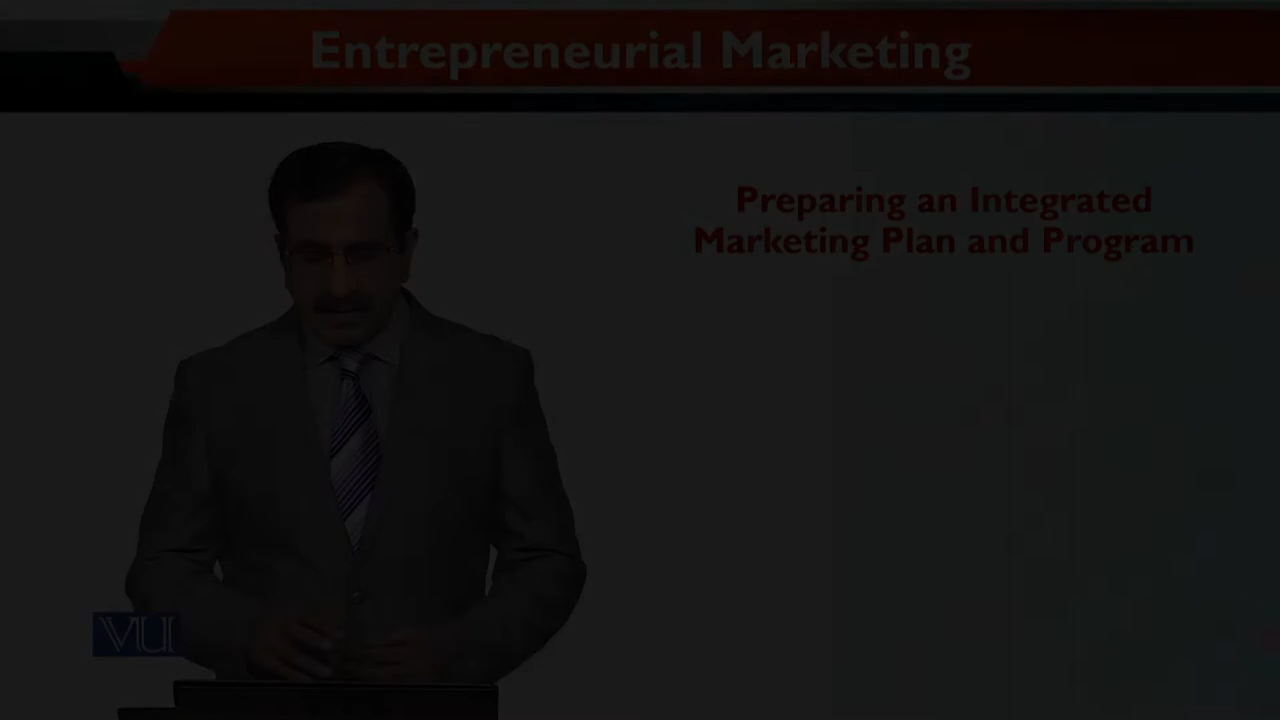 Entrepreneurial Marketing
Preparing an Integrated
Marketing Plan and Program
VU